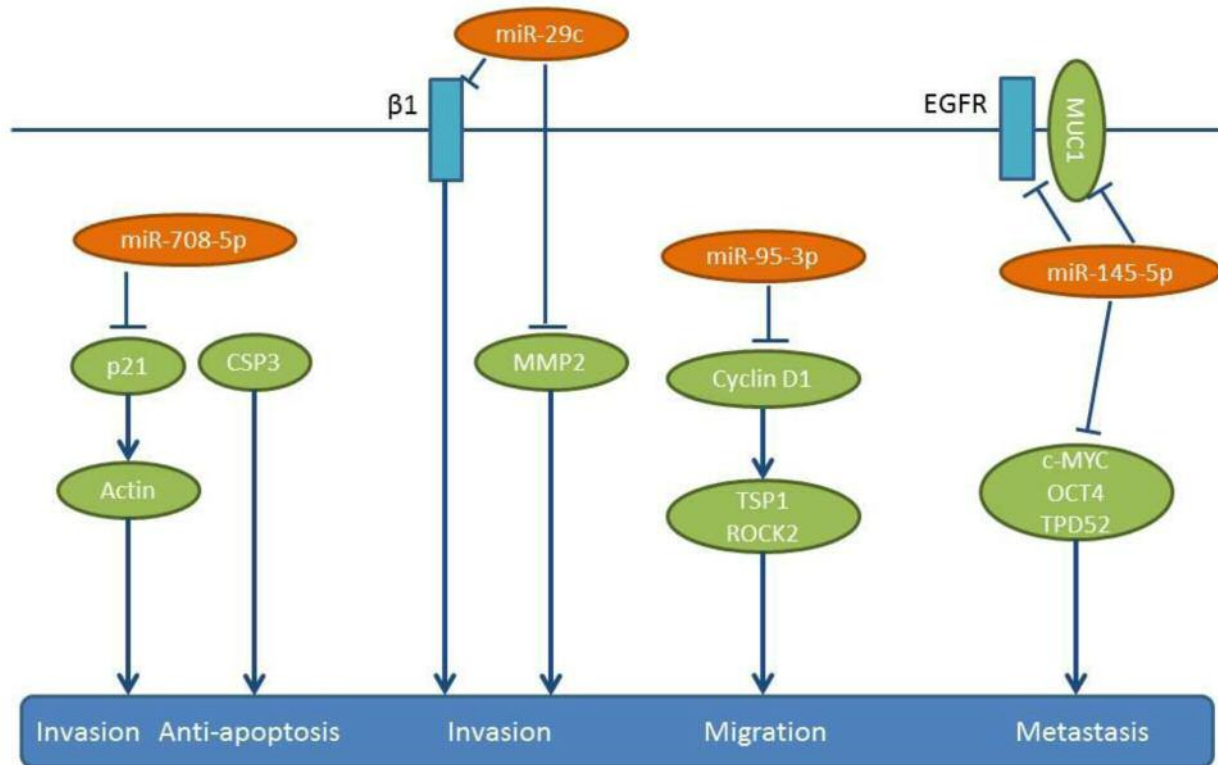 miR-29c
β1
EGFR
MUC1
miR-708-5p
miR-95-3p
miR-145-5p
p21
CSP3
MMP2
Cyclin D1
Actin
TSP1
ROCK2
c-MYC
OCT4
TPD52
Invasion Anti-apoptosis Invasion Migration Metastasis